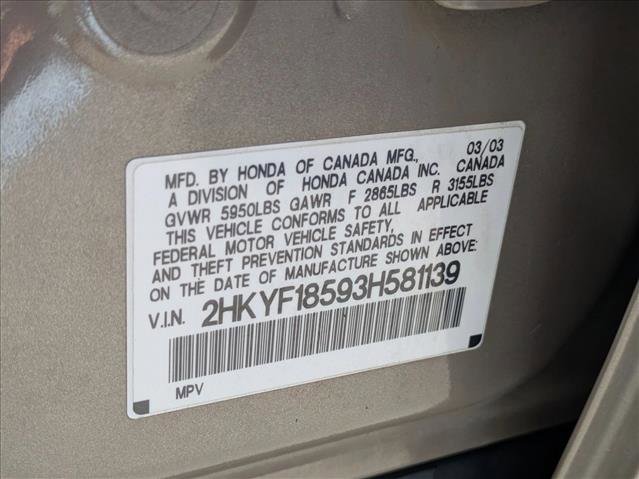 MFD. BY HONDA OF CANADA MFG., 03/03
A DIVISION OF HONDA CANADA INC. CANADA
GVWR 5950LBS GAWR F 2865LBS R 3155LBS
THIS VEHICLE CONFORMS TO ALL APPLICABLE
FEDERAL MOTOR VEHICLE SAFETY,
AND THEFT PREVENTION STANDARDS IN EFFECT
ON THE DATE OF MANUFACTURE SHOWN ABOVE:
V.I.N. 2HKYF18593H581139
MPV